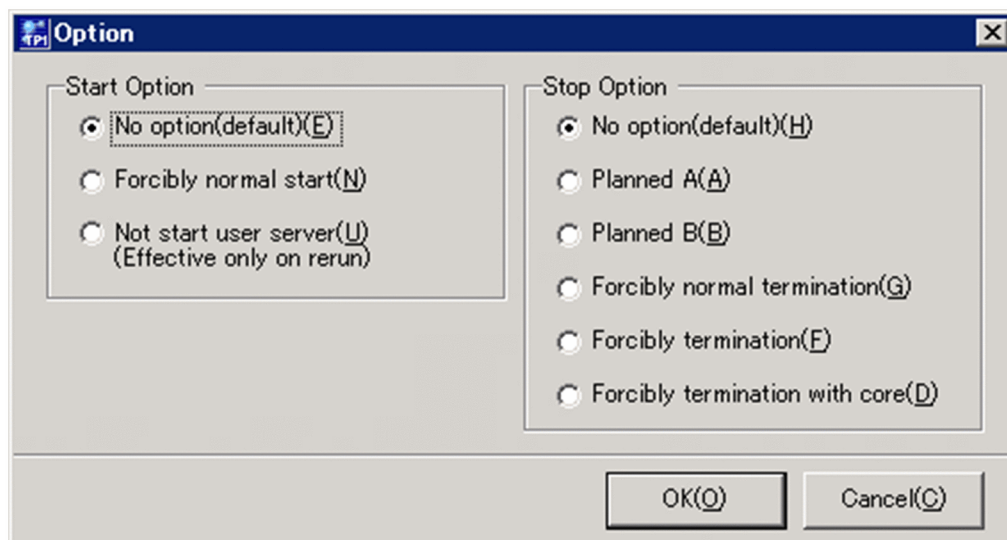 TP1 Option
Start Option
No option(default)(E)
Forcibly normal start(N)
Not start user server(U)
(Effective only on rerun)
Stop Option
No option(default)(H)
Planned A(A)
Planned B(B)
Forcibly normal termination(G)
Forcibly termination(F)
Forcibly termination with core(D)
OK(O)
Cancel(C)